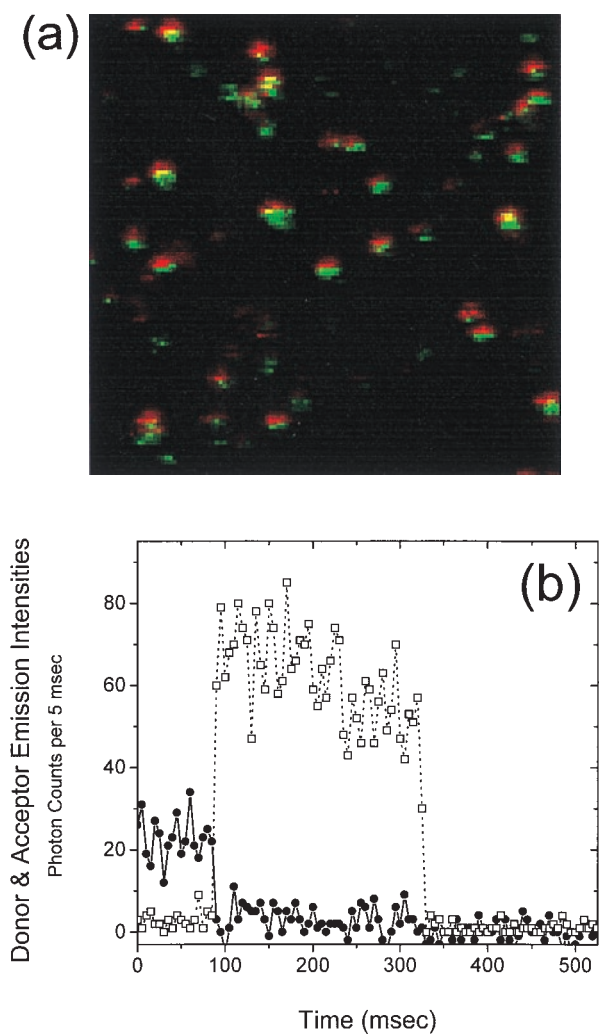 (a)
(b)
Donor & Acceptor Emission Intensities
Photon Counts per 5 msec
80
60
40
20
0
0 100 200 300 400 500
Time (msec)